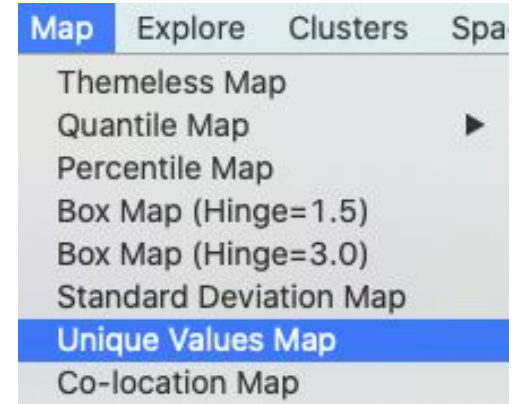 Map Explore Clusters Spa
Themeless Map
Quantile Map ▶
Percentile Map
Box Map (Hinge=1.5)
Box Map (Hinge=3.0)
Standard Deviation Map
Unique Values Map
Co-location Map